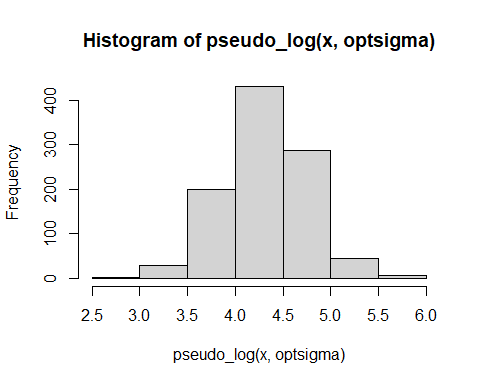 Histogram of pseudo_log(x, optsigma)
Frequency
400
300
200
100
0
2.5 3.0 3.5 4.0 4.5 5.0 5.5 6.0
pseudo_log(x, optsigma)